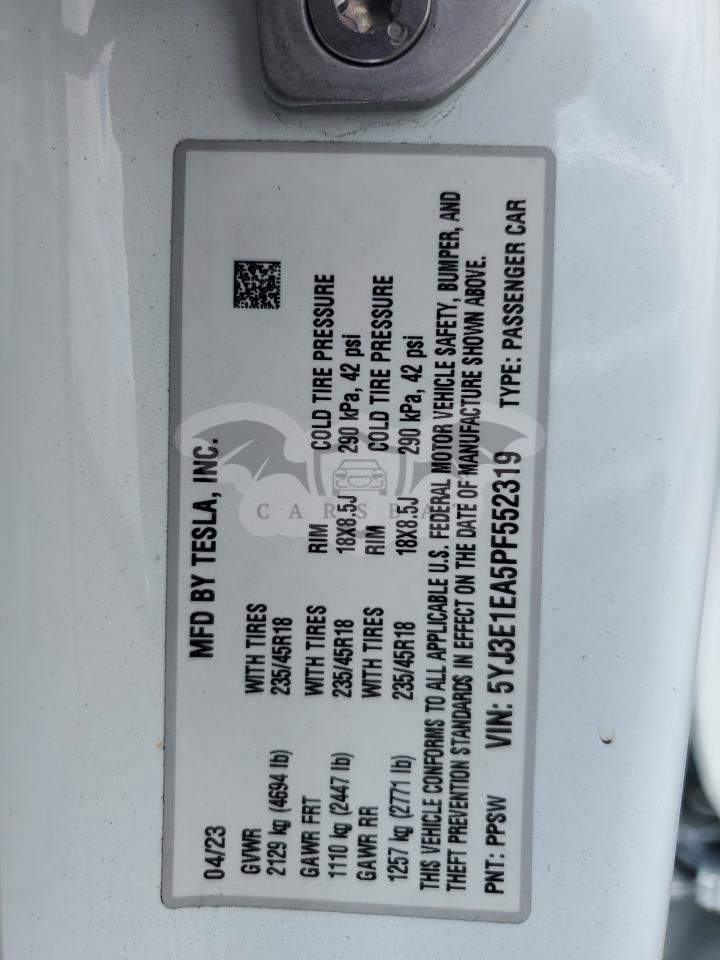 MFD BY TESLA, INC.
04/23
GVWR WITH TIRES
2129 kg (4694 lb) 235/45R18
GAWR FRT WITH TIRES RIM COLD TIRE PRESSURE
1110 kg (2447 lb) 235/45R18 18X8.5J 290 kPa, 42 psi
GAWR RR WITH TIRES RIM COLD TIRE PRESSURE
1257 kg (2771 lb) 235/45R18 18X8.5J 290 kPa, 42 psi
THIS VEHICLE CONFORMS TO ALL APPLICABLE U.S. FEDERAL MOTOR VEHICLE SAFETY, BUMPER, AND
THEFT PREVENTION STANDARDS IN EFFECT ON THE DATE OF MANUFACTURE SHOWN ABOVE.
PNT: PPSW VIN: 5YJ3E1EA5PF552319 TYPE: PASSENGER CAR